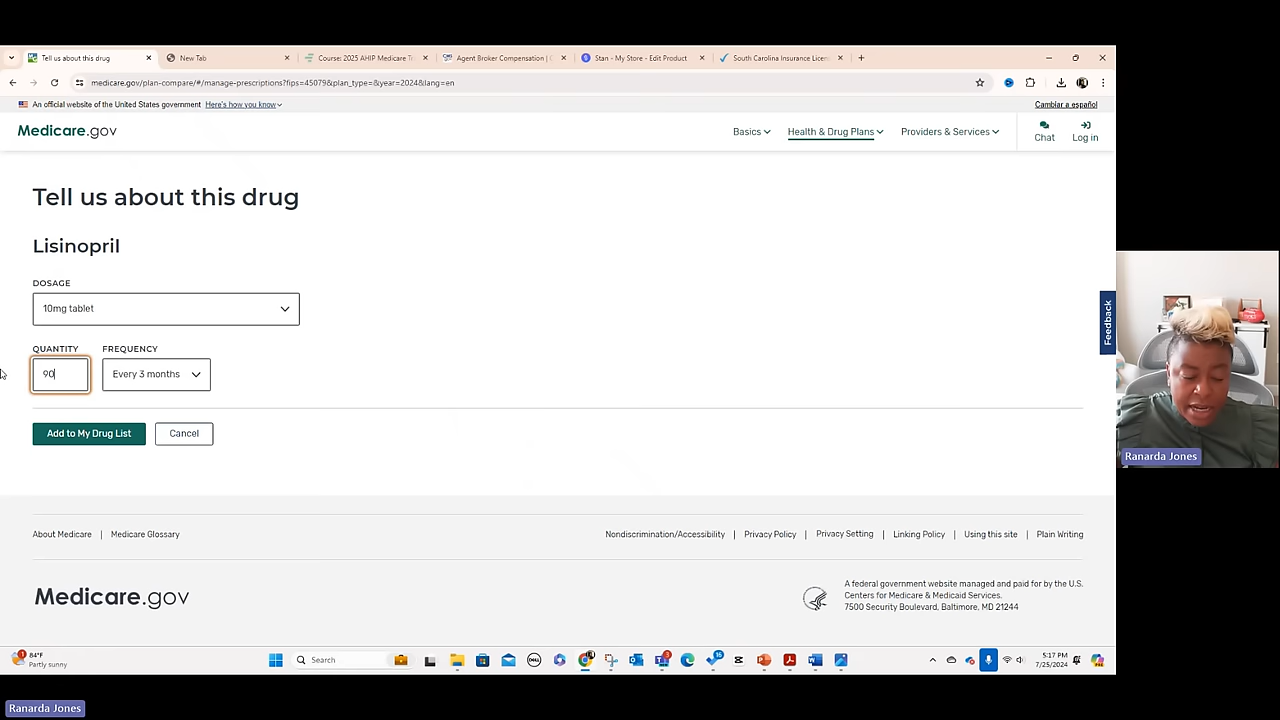 Tell us about this drug
New Tab
Course: 2025 AHIP Medicare Tr
Agent Broker Compensation | C
Stan - My Store - Edit Product
South Carolina Insurance Licen
medicare.gov/plan-compare/#/manage-prescriptions?fips=45079&plan_type=&year=2024&lang=en
An official website of the United States government Here's how you know
Cambiar a español
Medicare.gov
Basics
Health & Drug Plans
Providers & Services
Chat
Log in
Tell us about this drug
Lisinopril
DOSAGE
10mg tablet
QUANTITY
FREQUENCY
90
Every 3 months
Add to My Drug List
Cancel
Feedback
Ranarda Jones
About Medicare | Medicare Glossary
Nondiscrimination/Accessibility | Privacy Policy | Privacy Setting | Linking Policy | Using this site | Plain Writing
Medicare.gov
A federal government website managed and paid for by the U.S.
Centers for Medicare & Medicaid Services.
7500 Security Boulevard, Baltimore, MD 21244
84°F
Partly sunny
Search
DELL
16
5:17 PM
7/25/2024
Ranarda Jones